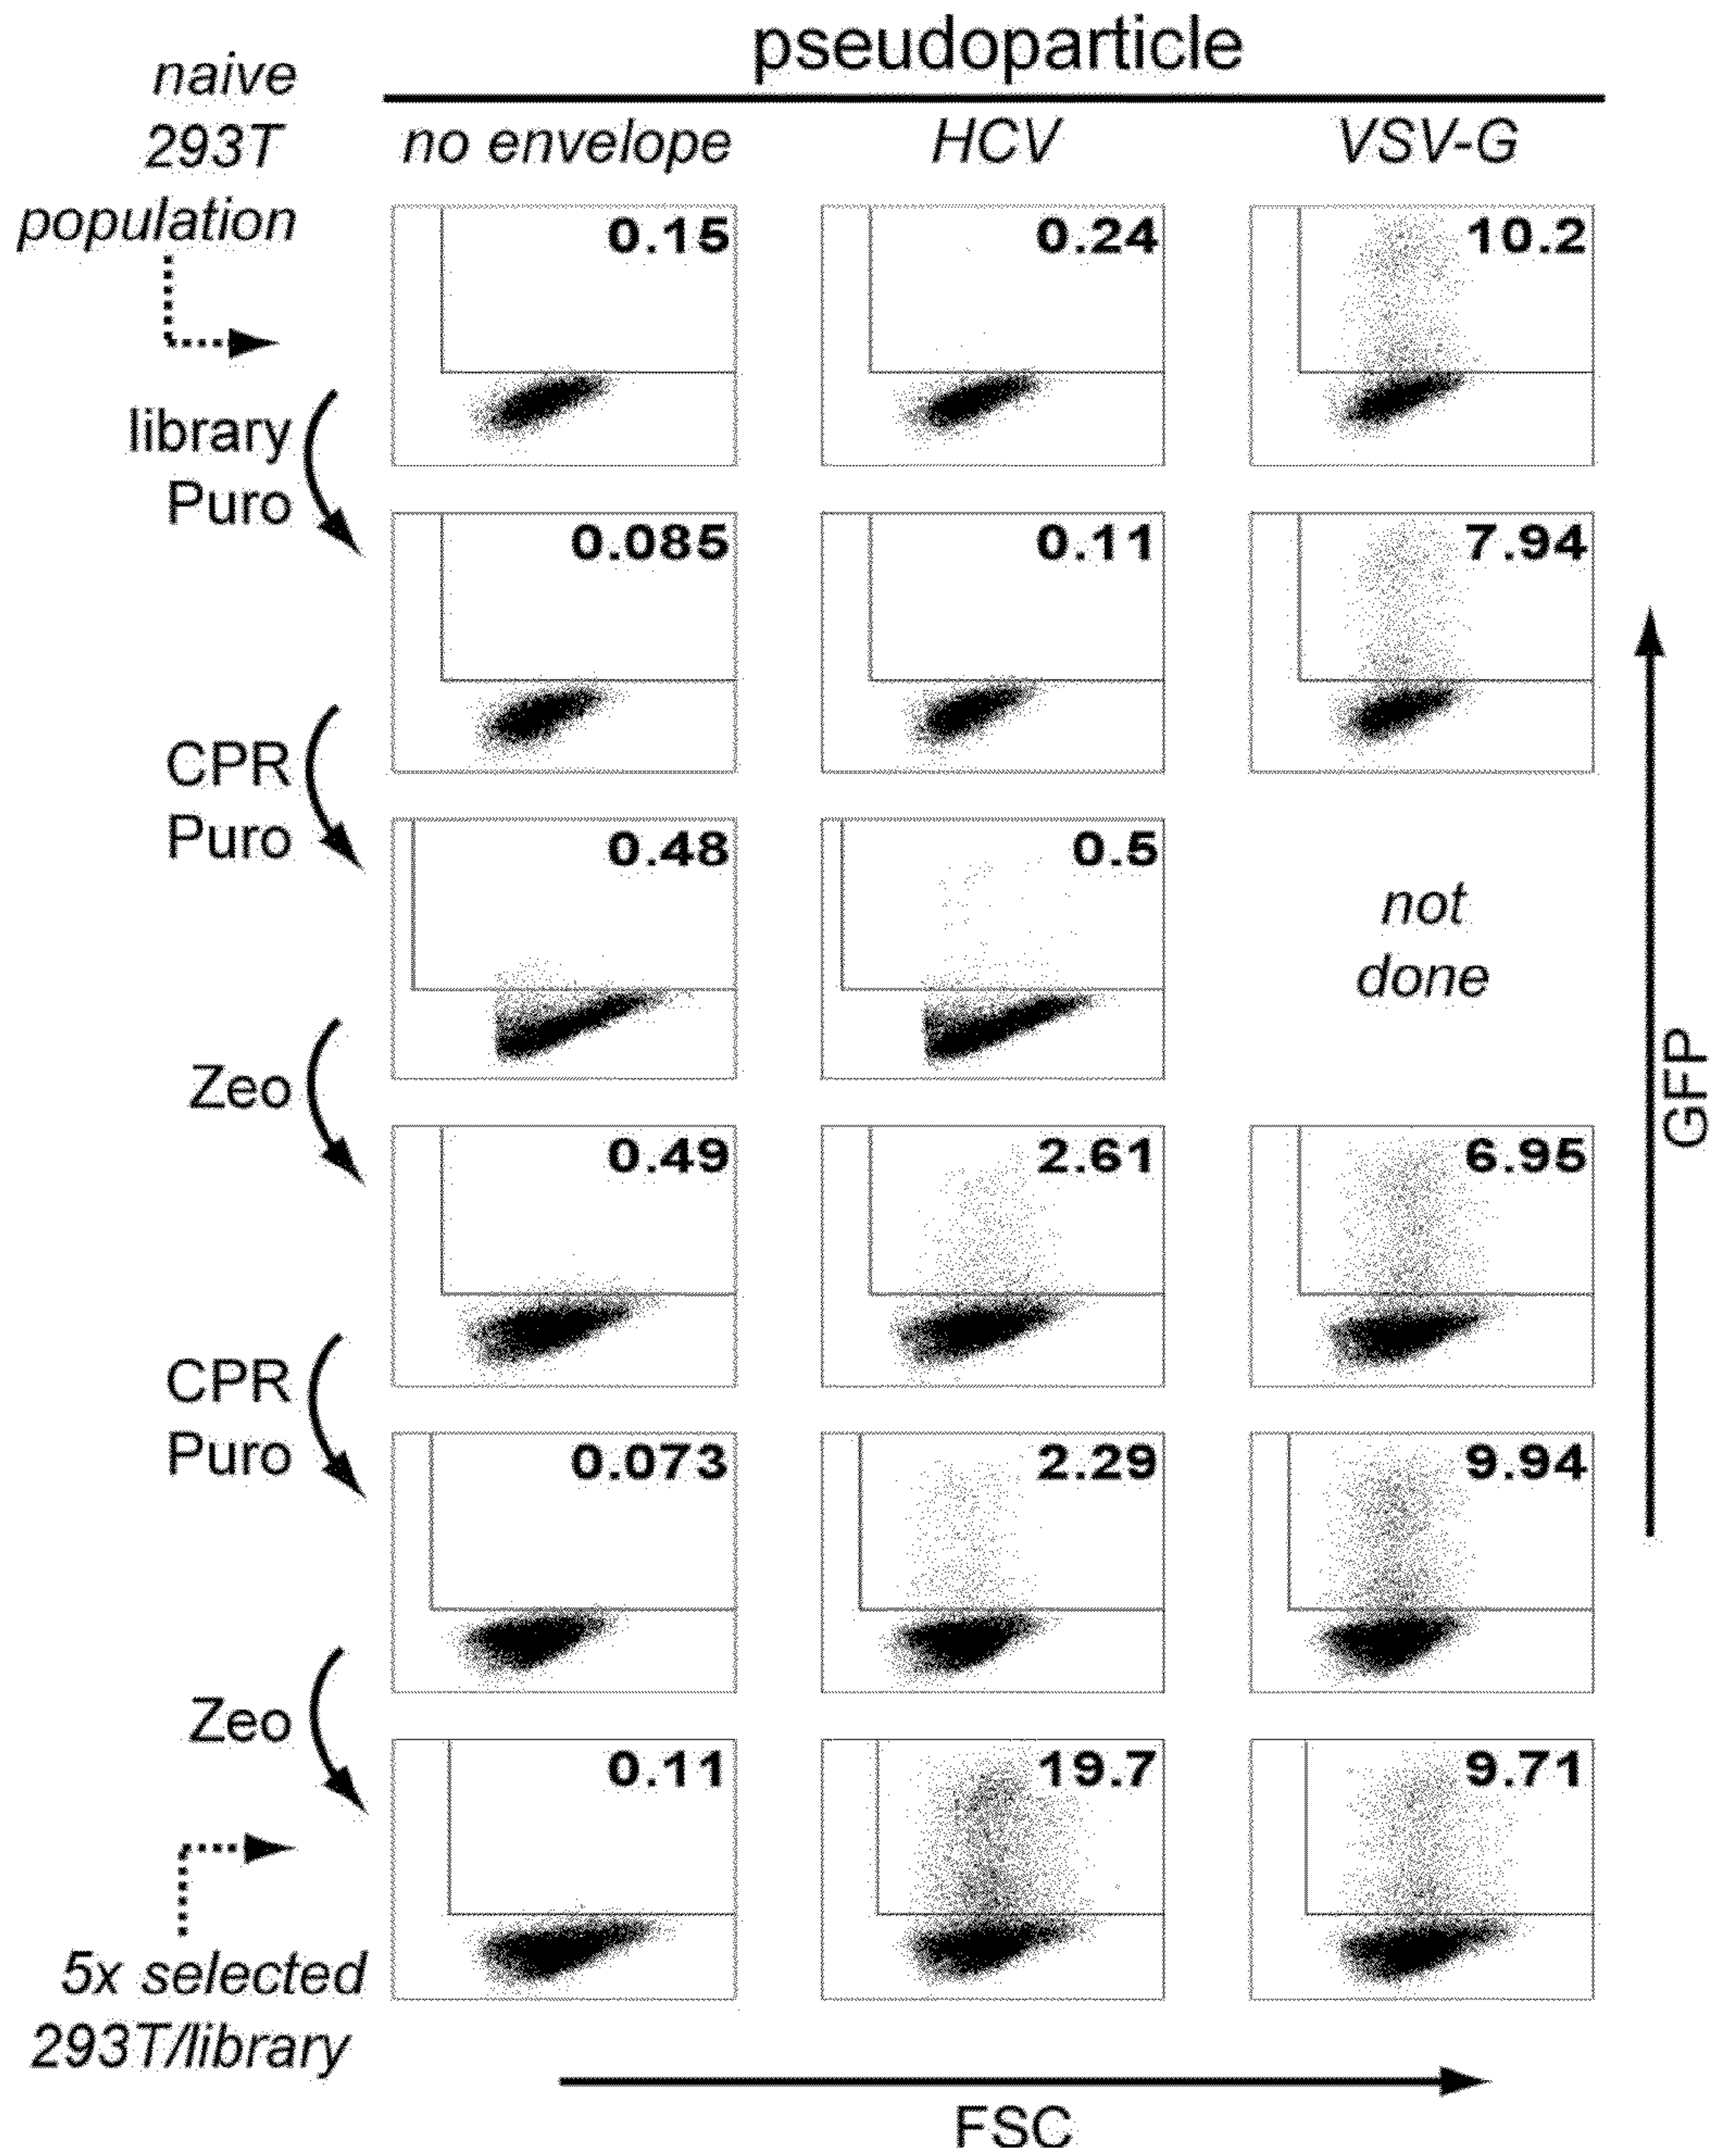 pseudoparticle
naive
293T
population
no envelope
HCV
VSV-G
0.15
0.24
10.2
library
Puro
0.085
0.11
7.94
CPR
Puro
0.48
0.5
not
done
Zeo
0.49
2.61
6.95
CPR
Puro
0.073
2.29
9.94
Zeo
0.11
19.7
9.71
5x selected
293T/library
GFP
FSC